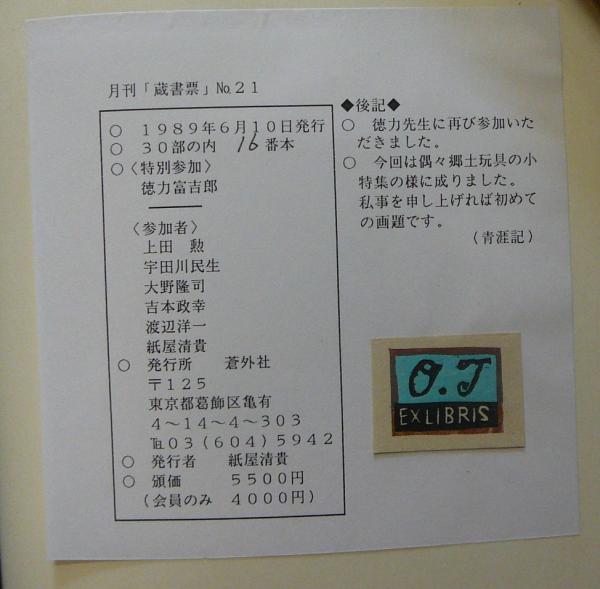 月刊「蔵書票」No.21
○ 1989年6月10日発行
○ 30部の内 16番本
○〈特別参加〉
徳力富吉郎
〈参加者〉
上田 勲
宇田川民生
大野隆司
吉本政幸
渡辺洋一
紙屋清貴
○ 発行所 蒼外社
〒125
東京都葛飾区亀有
4〜14〜4〜303
℡03(604)5942
○ 発行者 紙屋清貴
○ 頒価 5500円
(会員のみ 4000円)
◆後記◆
○ 徳力先生に再び参加いた
だきました。
○ 今回は偶々郷土玩具の小
特集の様に成りました。
私事を申し上げれば初めて
の画題です。
(青涯記)
O.T
EXLIBRIS